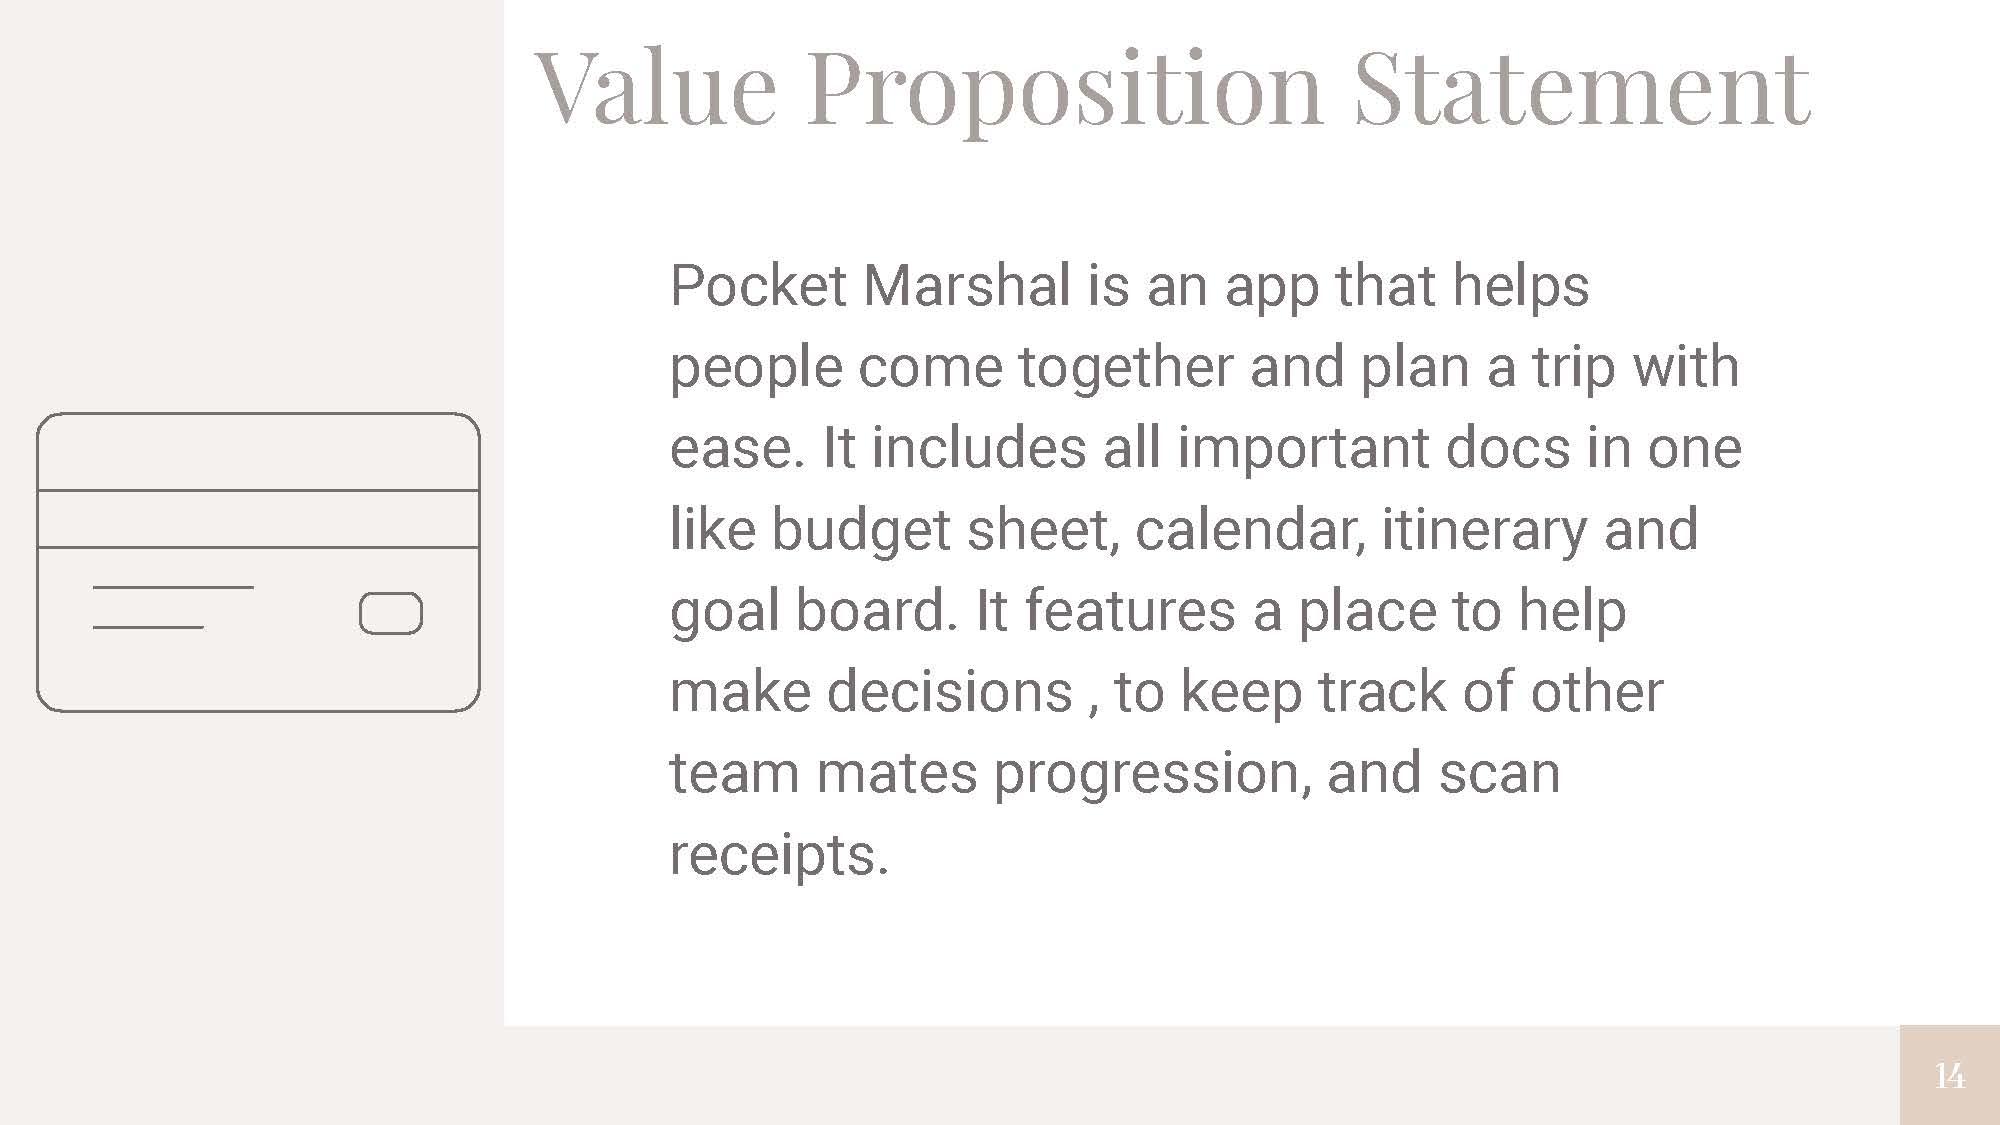 Value Proposition Statement
Pocket Marshal is an app that helps
people come together and plan a trip with
ease. It includes all important docs in one
like budget sheet, calendar, itinerary and
goal board. It features a place to help
make decisions , to keep track of other
team mates progression, and scan
receipts.
14